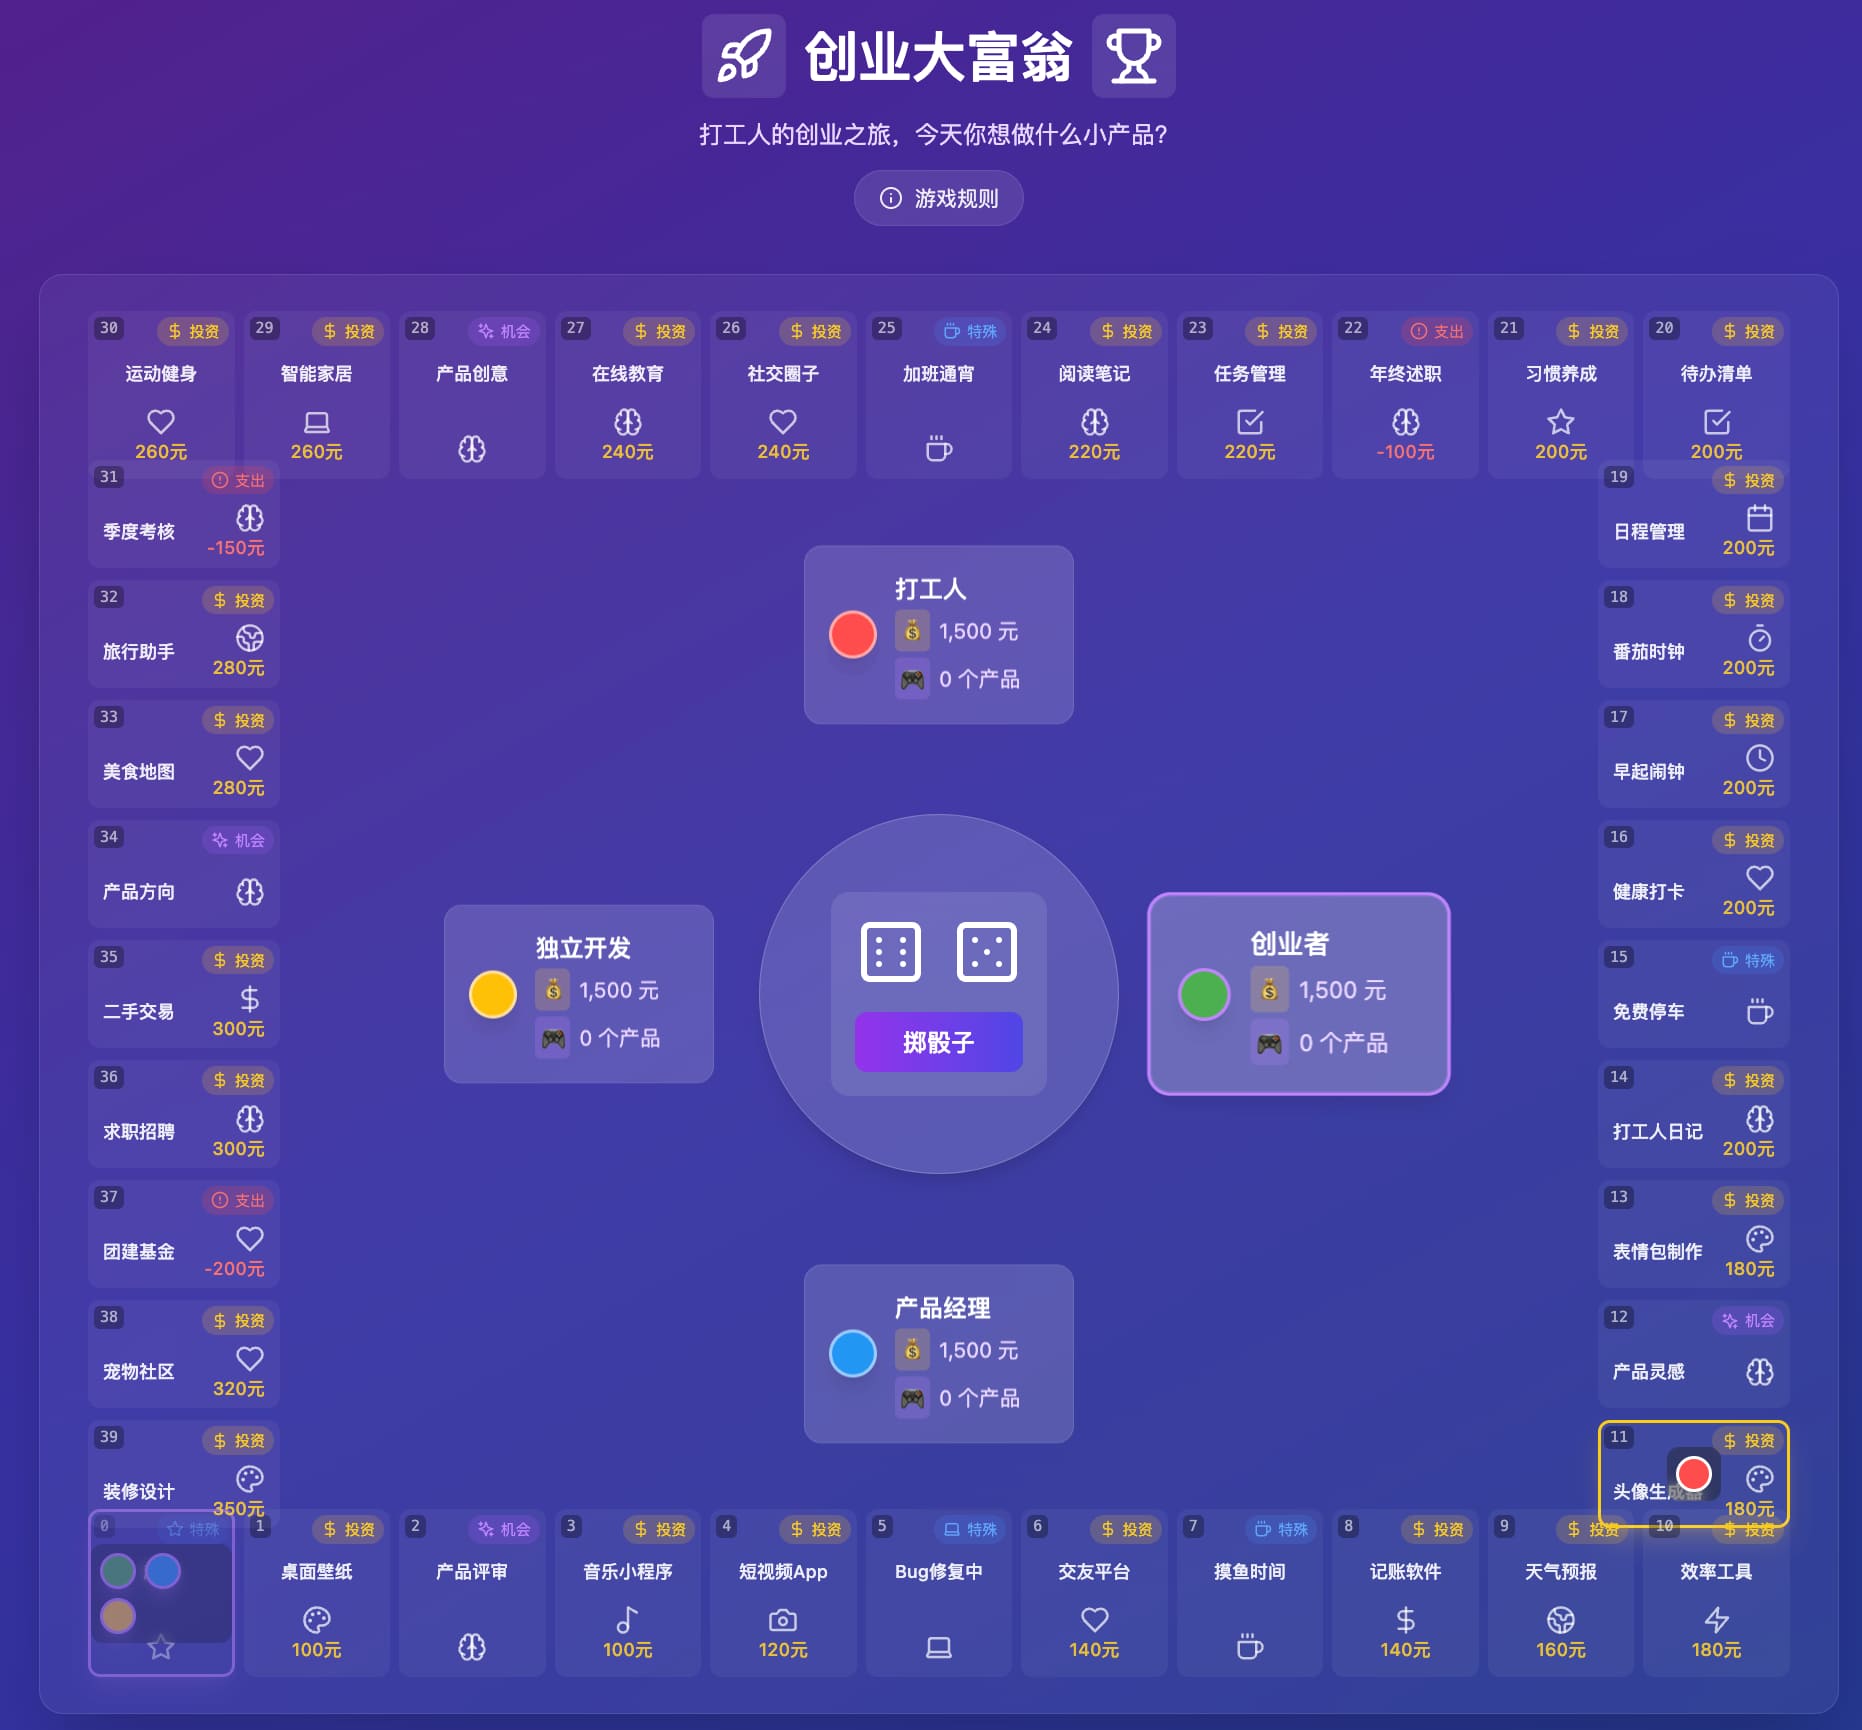 创业大富翁
打工人的创业之旅，今天你想做什么小产品?
游戏规则
30 投资
运动健身
260元
29 投资
智能家居
260元
28 机会
产品创意
27 投资
在线教育
240元
26 投资
社交圈子
240元
25 特殊
加班通宵
24 投资
阅读笔记
220元
23 投资
任务管理
220元
22 支出
年终述职
-100元
21 投资
习惯养成
200元
20 投资
待办清单
200元
31 支出
季度考核
-150元
32 投资
旅行助手
280元
33 投资
美食地图
280元
34 机会
产品方向
35 投资
二手交易
300元
36 投资
求职招聘
300元
37 支出
团建基金
-200元
38 投资
宠物社区
320元
39 投资
装修设计
350元
打工人
1,500 元
0 个产品
独立开发
1,500 元
0 个产品
掷骰子
创业者
1,500 元
0 个产品
产品经理
1,500 元
0 个产品
19 投资
日程管理
200元
18 投资
番茄时钟
200元
17 投资
早起闹钟
200元
16 投资
健康打卡
200元
15 特殊
免费停车
14 投资
打工人日记
200元
13 投资
表情包制作
180元
12 机会
产品灵感
11 投资
头像生成器
180元
0 特殊
1 投资
桌面壁纸
100元
2 机会
产品评审
3 投资
音乐小程序
100元
4 投资
短视频App
120元
5 特殊
Bug修复中
6 投资
交友平台
140元
7 特殊
摸鱼时间
8 投资
记账软件
140元
9 投资
天气预报
160元
10 投资
效率工具
180元